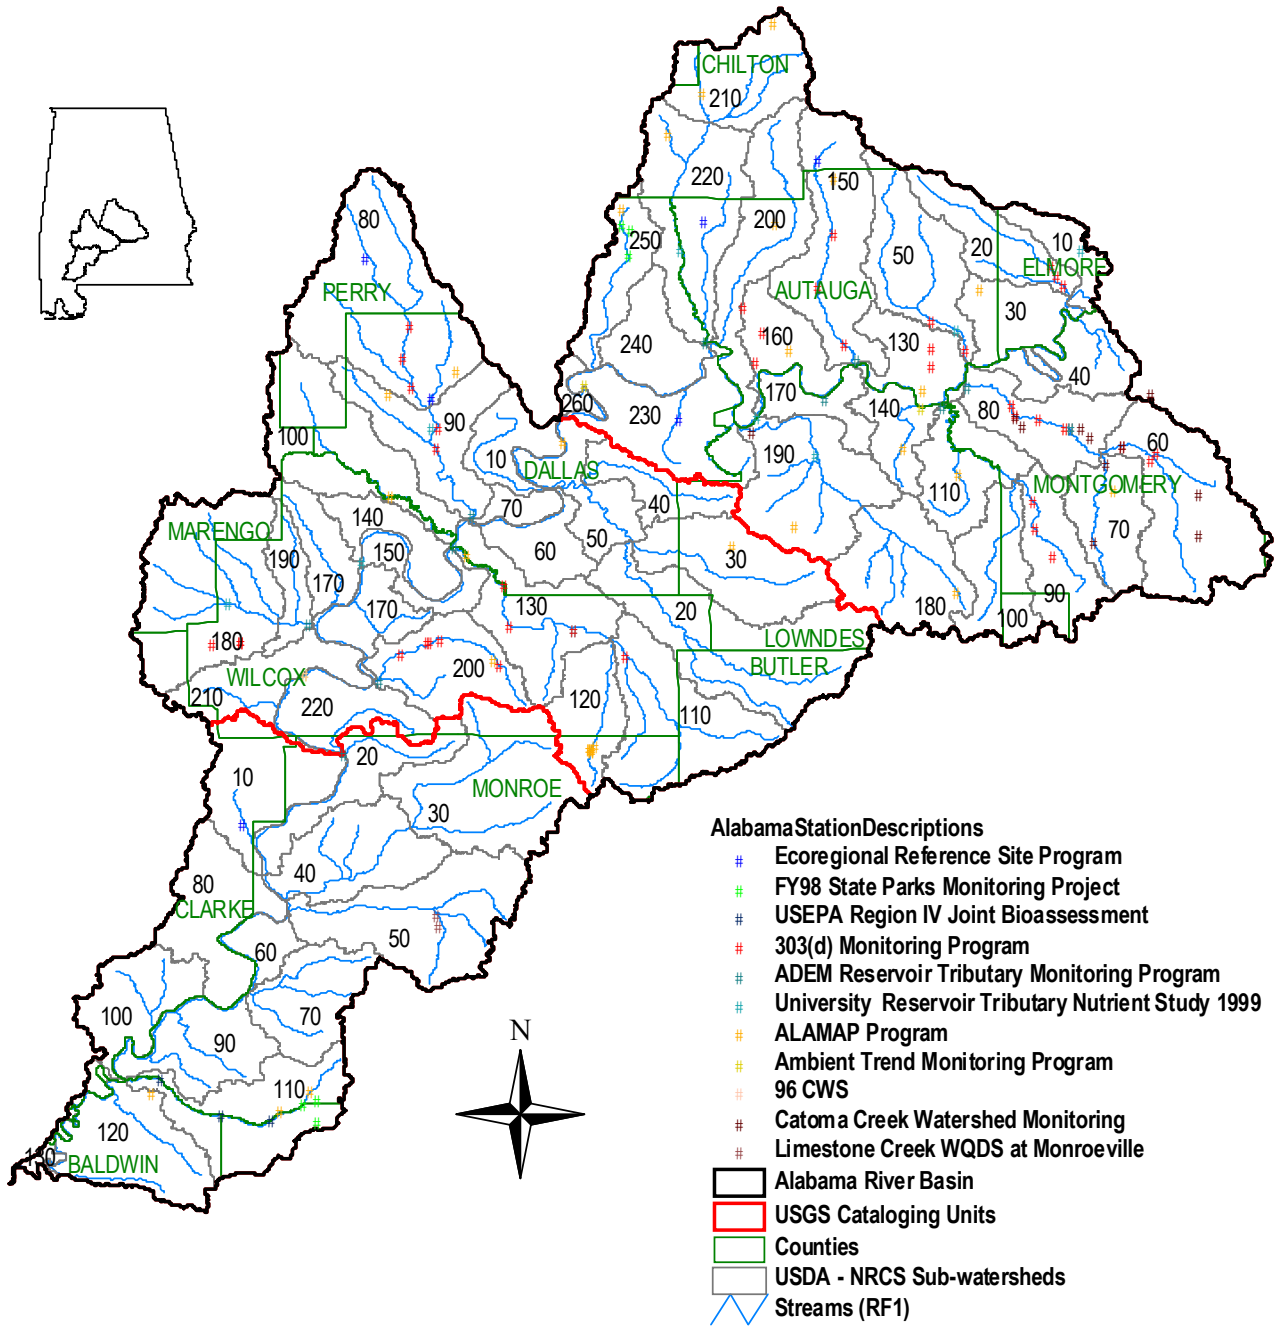 CHILTON
210
220
150
80
200
250
50
20
10
ELMORE
PERRY
AUTAUGA
30
160
130
240
40
170
260
230
140
80
90
100
10
190
60
DALLAS
MONTGOMERY
110
70
40
70
MARENGO
140
50
150
60
30
190
170
170
130
20
180
90
100
180
LOWNDES
BUTLER
200
WILCOX
210
120
220
110
20
10
MONROE
30
40
80
CLARKE
50
60
100
70
90
110
120
BALDWIN
N
AlabamaStationDescriptions
# Ecoregional Reference Site Program
# FY98 State Parks Monitoring Project
# USEPA Region IV Joint Bioassessment
# 303(d) Monitoring Program
# ADEM Reservoir Tributary Monitoring Program
# University Reservoir Tributary Nutrient Study 1999
# ALAMAP Program
# Ambient Trend Monitoring Program
# 96 CWS
# Catoma Creek Watershed Monitoring
# Limestone Creek WQDS at Monroeville
Alabama River Basin
USGS Cataloging Units
Counties
USDA - NRCS Sub-watersheds
Streams (RF1)